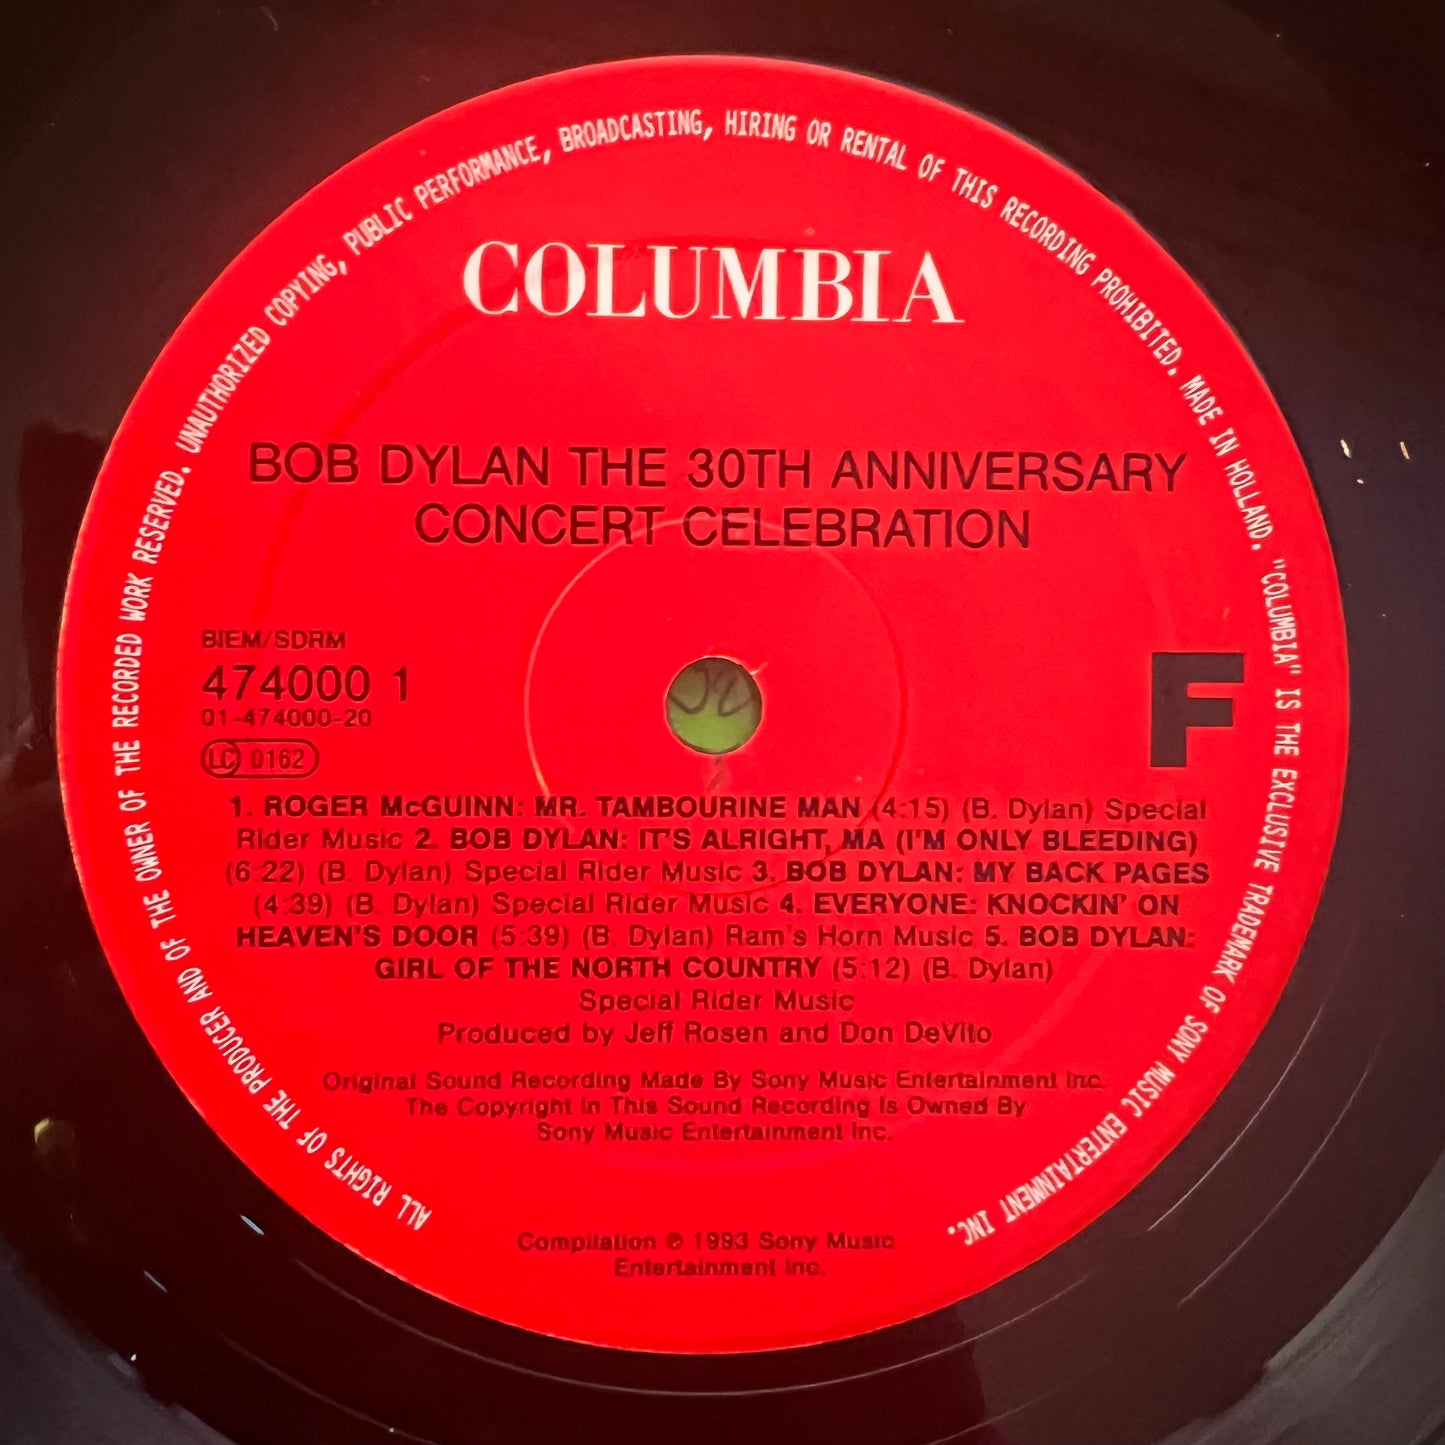 ALL RIGHTS OF THE PRODUCER AND OF THE OWNER OF THE RECORDED WORK RESERVED. UNAUTHORIZED COPYING, PUBLIC PERFORMANCE, BROADCASTING, HIRING OR RENTAL OF THIS RECORDING PROHIBITED. MADE IN HOLLAND. "COLUMBIA" IS THE EXCLUSIVE TRADEMARK OF SONY MUSIC ENTERTAINMENT INC.
COLUMBIA
BOB DYLAN THE 30TH ANNIVERSARY
CONCERT CELEBRATION
BIEM/SDRM
474000 1
01-474000-20
LC 0162
F
1. ROGER McGUINN: MR. TAMBOURINE MAN (4:15) (B. Dylan) Special
Rider Music 2. BOB DYLAN: IT'S ALRIGHT, MA (I'M ONLY BLEEDING)
(6:22) (B. Dylan) Special Rider Music 3. BOB DYLAN: MY BACK PAGES
(4:39) (B. Dylan) Special Rider Music 4. EVERYONE: KNOCKIN' ON
HEAVEN'S DOOR (5:39) (B. Dylan) Ram's Horn Music 5. BOB DYLAN:
GIRL OF THE NORTH COUNTRY (5:12) (B. Dylan)
Special Rider Music
Produced by Jeff Rosen and Don DeVito
Original Sound Recording Made By Sony Music Entertainment Inc.
The Copyright In This Sound Recording Is Owned By
Sony Music Entertainment Inc.
Compilation ℗ 1993 Sony Music
Entertainment Inc.